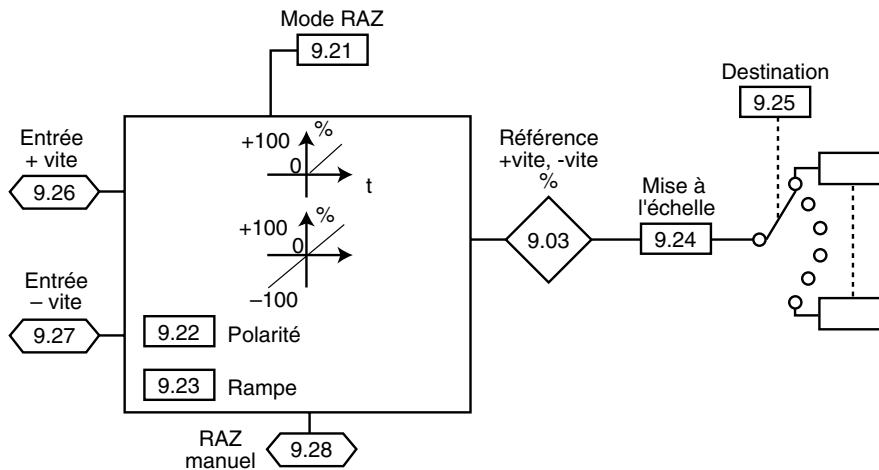 Mode RAZ
9.21
Destination
9.25
Entrée
+ vite
9.26
%
+100
0
t
%
+100
0
–100
Référence
+vite, -vite
%
9.03
Mise à
l'échelle
9.24
Entrée
– vite
9.27
9.22 Polarité
9.23 Rampe
RAZ
manuel
9.28